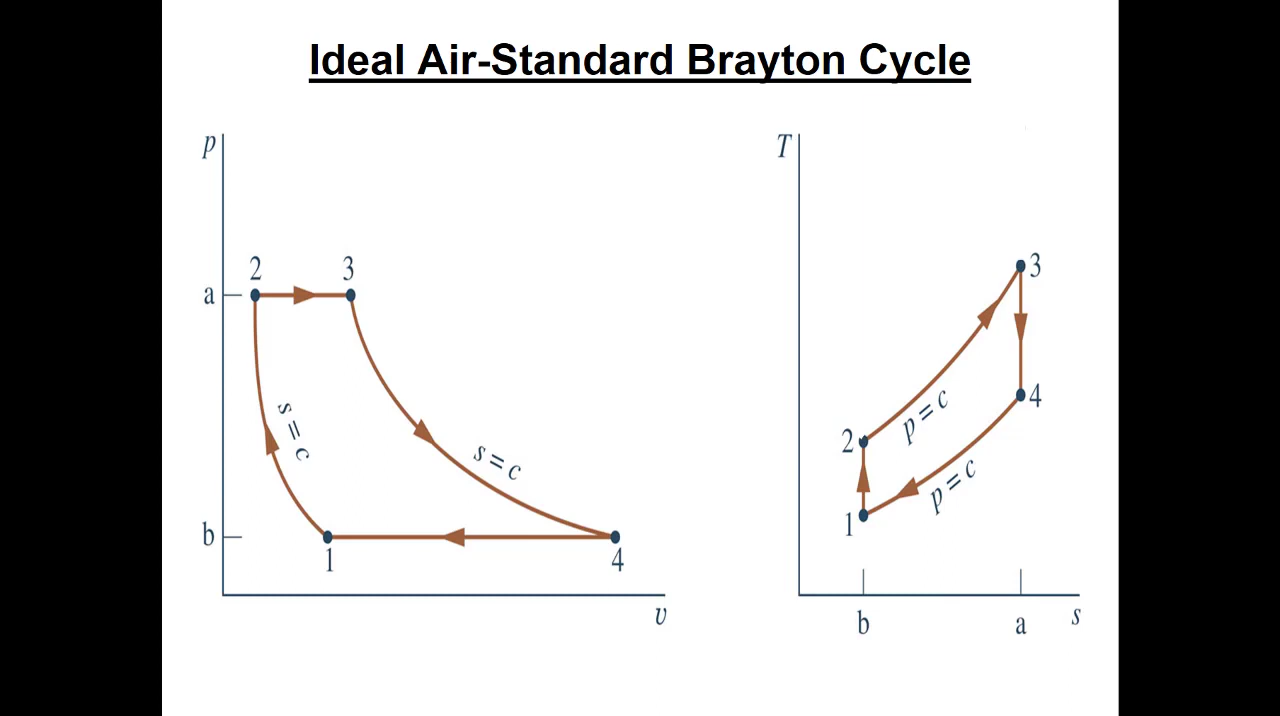 Ideal Air-Standard Brayton Cycle
p
2
3
a
s = c
s = c
b
1
4
v
T
3
p = c
4
2
p = c
1
b
a
s